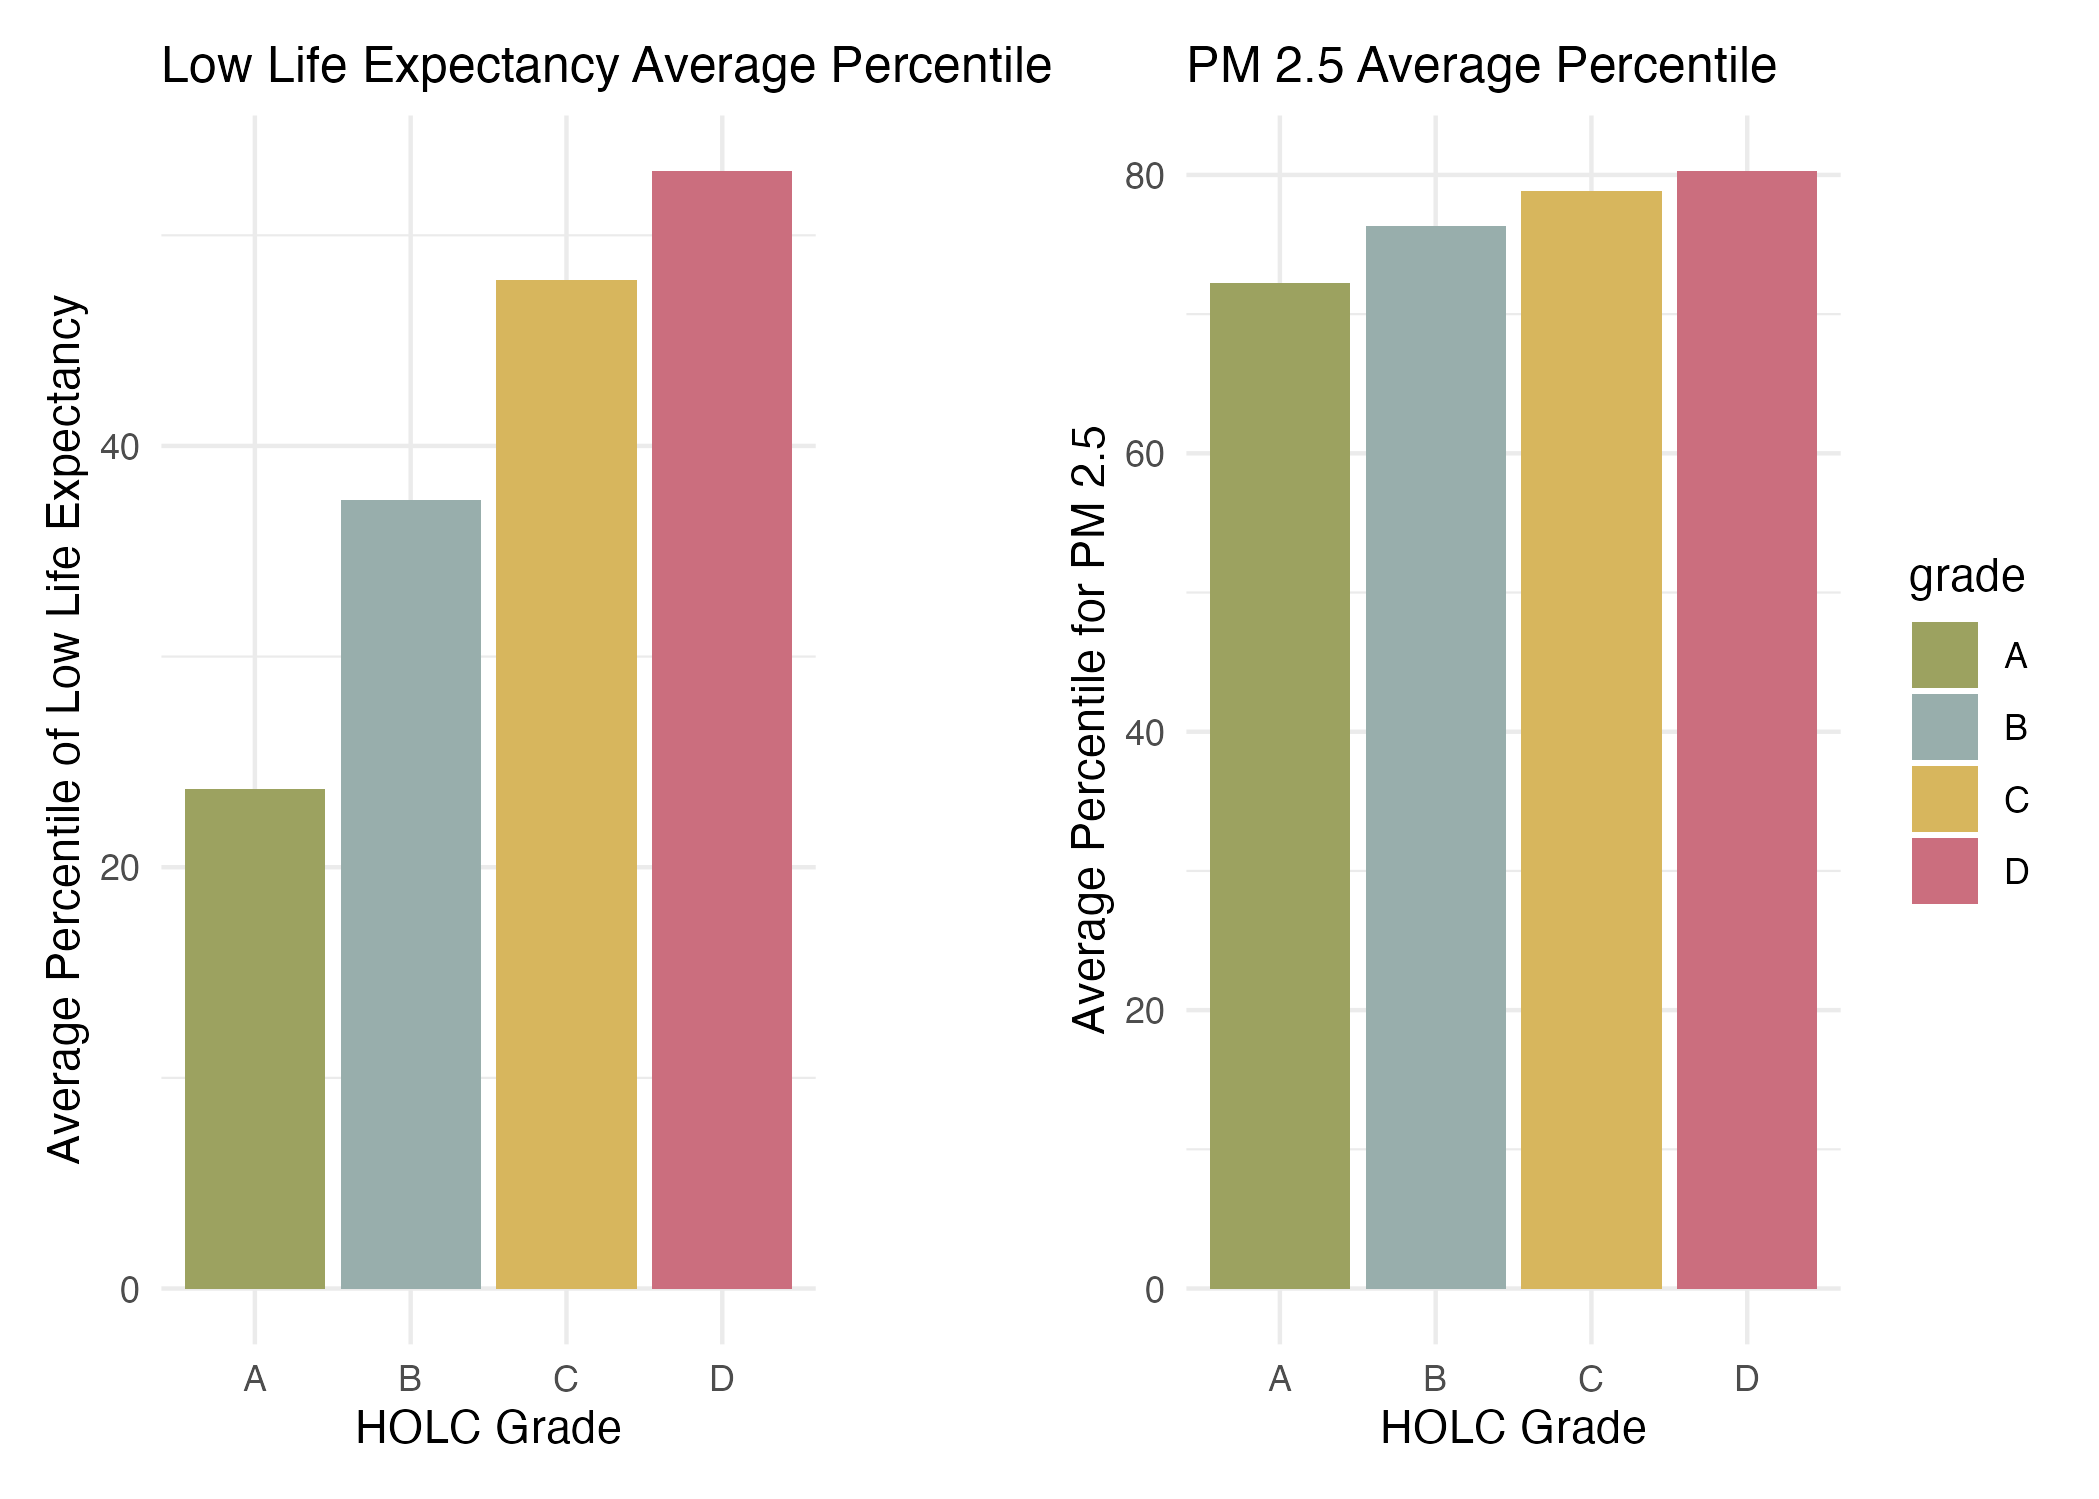 Low Life Expectancy Average Percentile
Average Percentile of Low Life Expectancy
40
20
0
A B C D
HOLC Grade
PM 2.5 Average Percentile
Average Percentile for PM 2.5
80
60
40
20
0
A B C D
HOLC Grade
grade
A
B
C
D